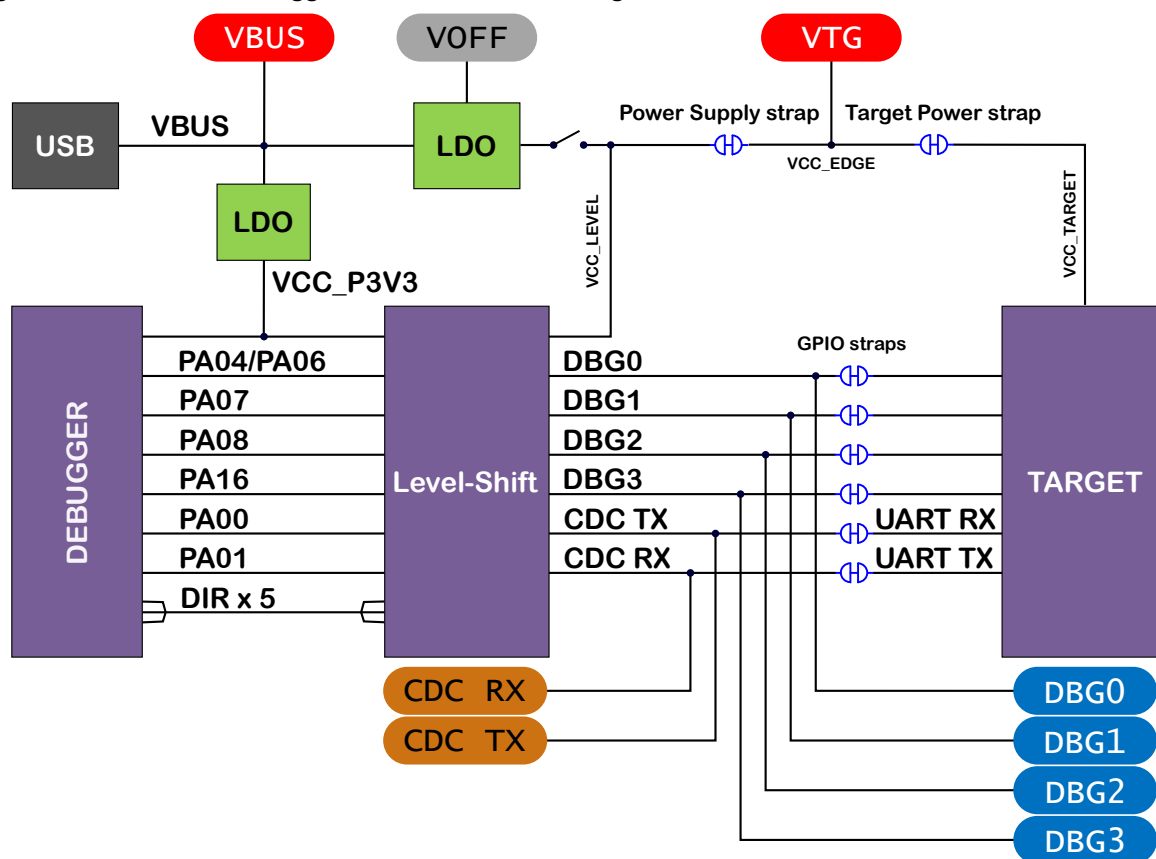 VBUS
VOFF
VTG
USB
VBUS
LDO
Power Supply strap
Target Power strap
VCC_EDGE
LDO
VCC_LEVEL
VCC_TARGET
VCC_P3V3
DEBUGGER
PA04/PA06
PA07
PA08
PA16
PA00
PA01
DIR x 5
Level-Shift
DBG0
DBG1
DBG2
DBG3
CDC TX
CDC RX
GPIO straps
UART RX
UART TX
TARGET
CDC RX
CDC TX
DBG0
DBG1
DBG2
DBG3